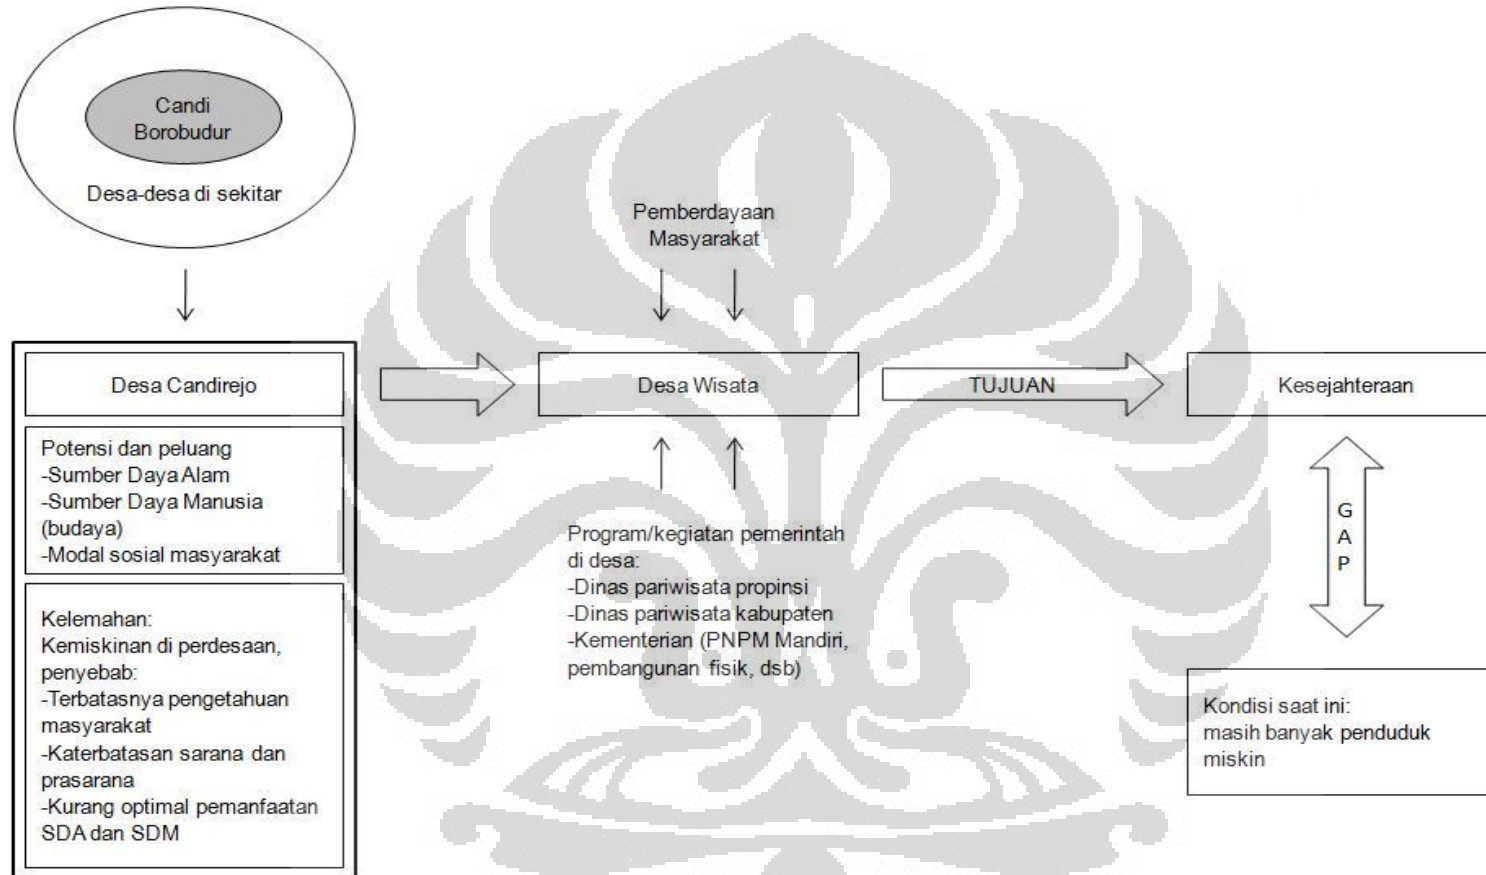 Candi
Borobudur
Desa-desa di sekitar
Pemberdayaan
Masyarakat
Desa Candirejo
Desa Wisata
TUJUAN
Kesejahteraan
Potensi dan peluang
-Sumber Daya Alam
-Sumber Daya Manusia
(budaya)
-Modal sosial masyarakat
Kelemahan:
Kemiskinan di perdesaan,
penyebab:
-Terbatasnya pengetahuan
masyarakat
-Katerbatasan sarana dan
prasarana
-Kurang optimal pemanfaatan
SDA dan SDM
Program/kegiatan pemerintah
di desa:
-Dinas pariwisata propinsi
-Dinas pariwisata kabupaten
-Kementerian (PNPM Mandiri,
pembangunan fisik, dsb)
G
A
P
Kondisi saat ini:
masih banyak penduduk
miskin